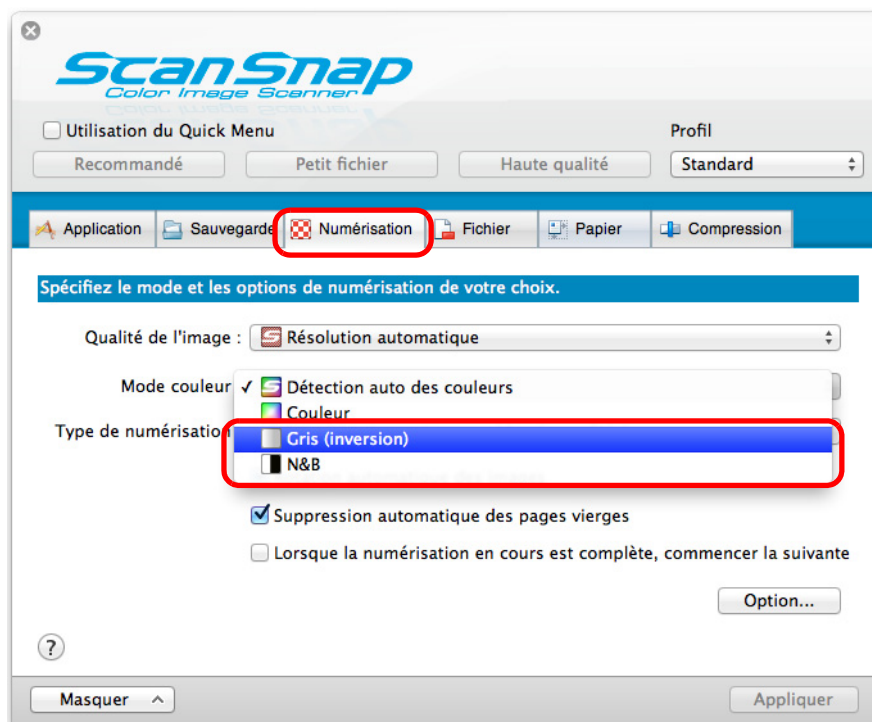 ScanSnap
Color Image Scanner
Utilisation du Quick Menu
Profil
Recommandé
Petit fichier
Haute qualité
Standard
Application
Sauvegarde
Numérisation
Fichier
Papier
Compression
Spécifiez le mode et les options de numérisation de votre choix.
Qualité de l'image : Résolution automatique
Mode couleur ✓ Détection auto des couleurs
Couleur
Type de numérisation
Gris (inversion)
N&B
Suppression automatique des pages vierges
Lorsque la numérisation en cours est complète, commencer la suivante
Option...
?
Masquer
Appliquer